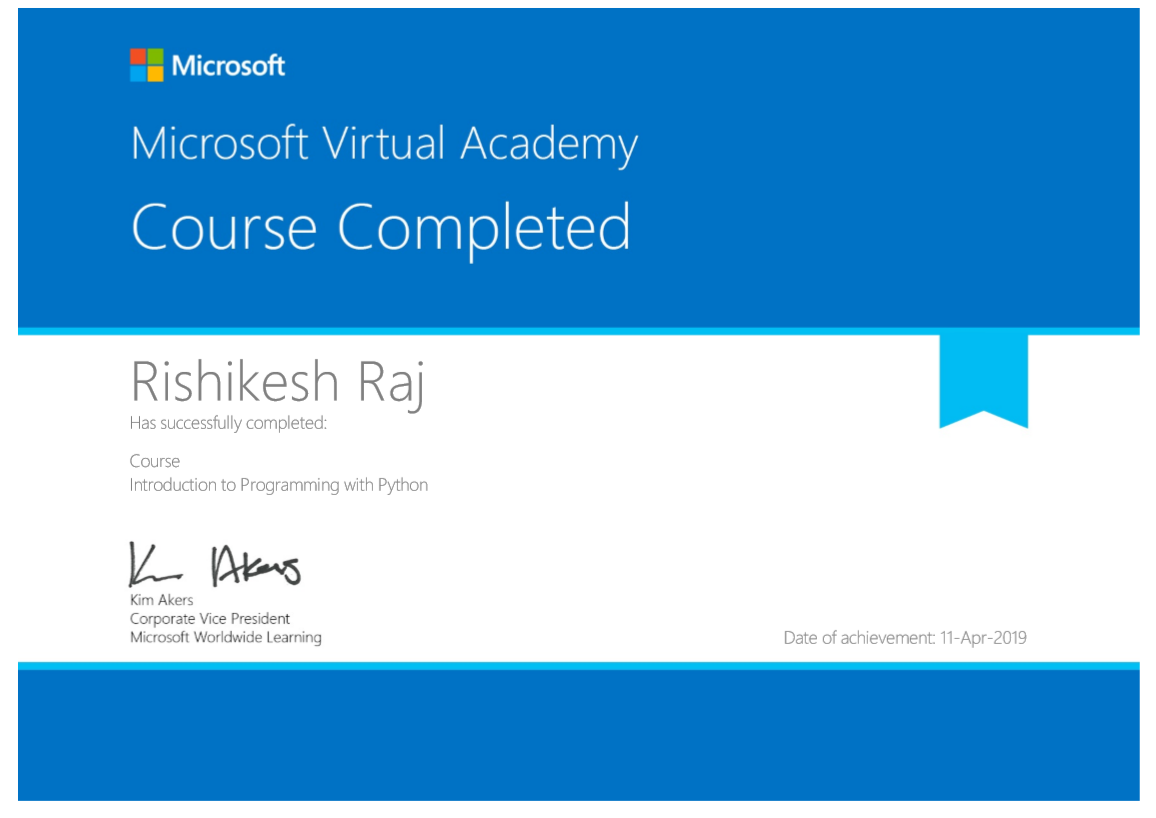 Microsoft
Microsoft Virtual Academy
Course Completed
Rishikesh Raj
Has successfully completed:
Course
Introduction to Programming with Python
Kim Akers
Kim Akers
Corporate Vice President
Microsoft Worldwide Learning
Date of achievement: 11-Apr-2019